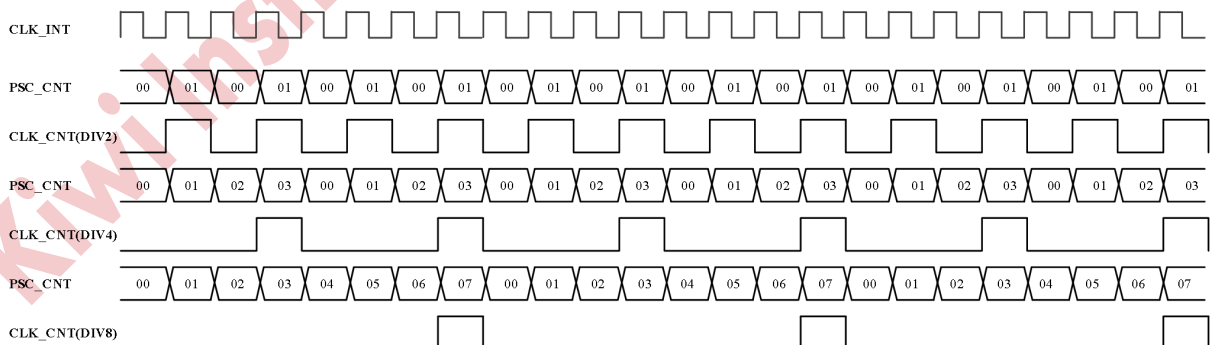 CLK_INT
PSC_CNT 00 01 00 01 00 01 00 01 00 01 00 01 00 01 00 01 00 01 00 01 00 01 00 01
CLK_CNT(DIV2)
PSC_CNT 00 01 02 03 00 01 02 03 00 01 02 03 00 01 02 03 00 01 02 03 00 01 02 03
CLK_CNT(DIV4)
PSC_CNT 00 01 02 03 04 05 06 07 00 01 02 03 04 05 06 07 00 01 02 03 04 05 06 07
CLK_CNT(DIV8)
Kiwi Inst